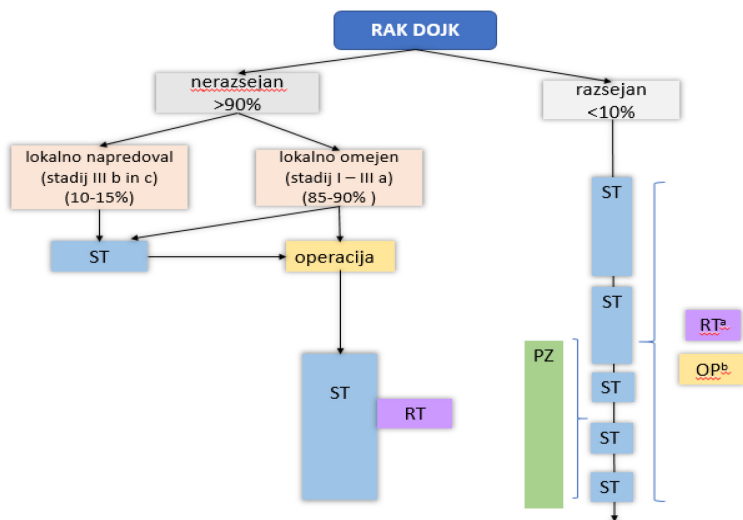 RAK DOJK
nerazsejan
>90%
razsejan
<10%
lokalno napredoval
(stadij III b in c)
(10-15%)
lokalno omejen
(stadij I – III a)
(85-90% )
ST
operacija
ST
RT
ST
ST
ST
ST
ST
PZ
RTª
OPᵇ